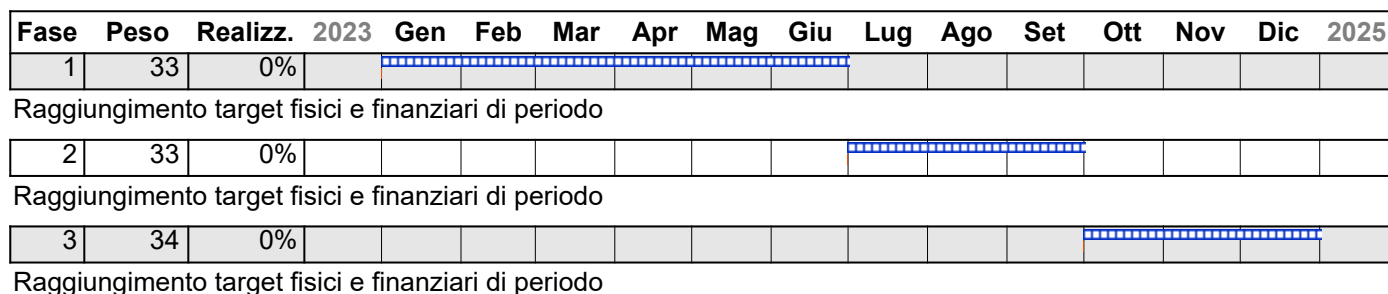 Fase Peso Realizz. 2023 Gen Feb Mar Apr Mag Giu Lug Ago Set Ott Nov Dic 2025
1 33 0%
Raggiungimento target fisici e finanziari di periodo
2 33 0%
Raggiungimento target fisici e finanziari di periodo
3 34 0%
Raggiungimento target fisici e finanziari di periodo